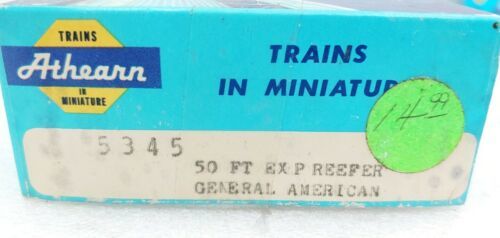 TRAINS
Athearn
IN
MINIATURE
TRAINS
IN MINIATUR
14.99
5345
50 FT EXP REEFER
GENERAL AMERICAN